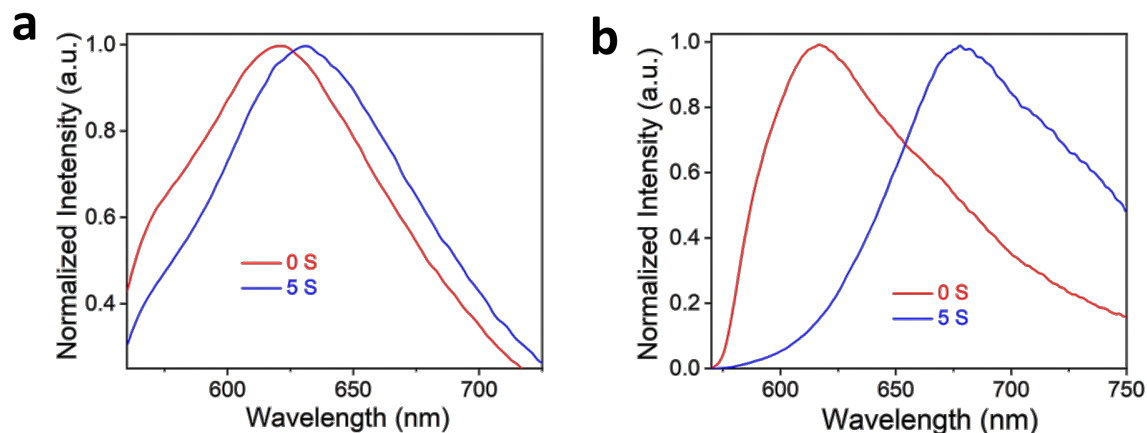 a
Normalized Inetensity (a.u.)
1.0
0.8
0.6
0.4
0 S
5 S
600
650
700
Wavelength (nm)
b
Normalized Intensity (a.u.)
1.0
0.8
0.6
0.4
0.2
0.0
0 S
5 S
600
650
700
750
Wavelength (nm)